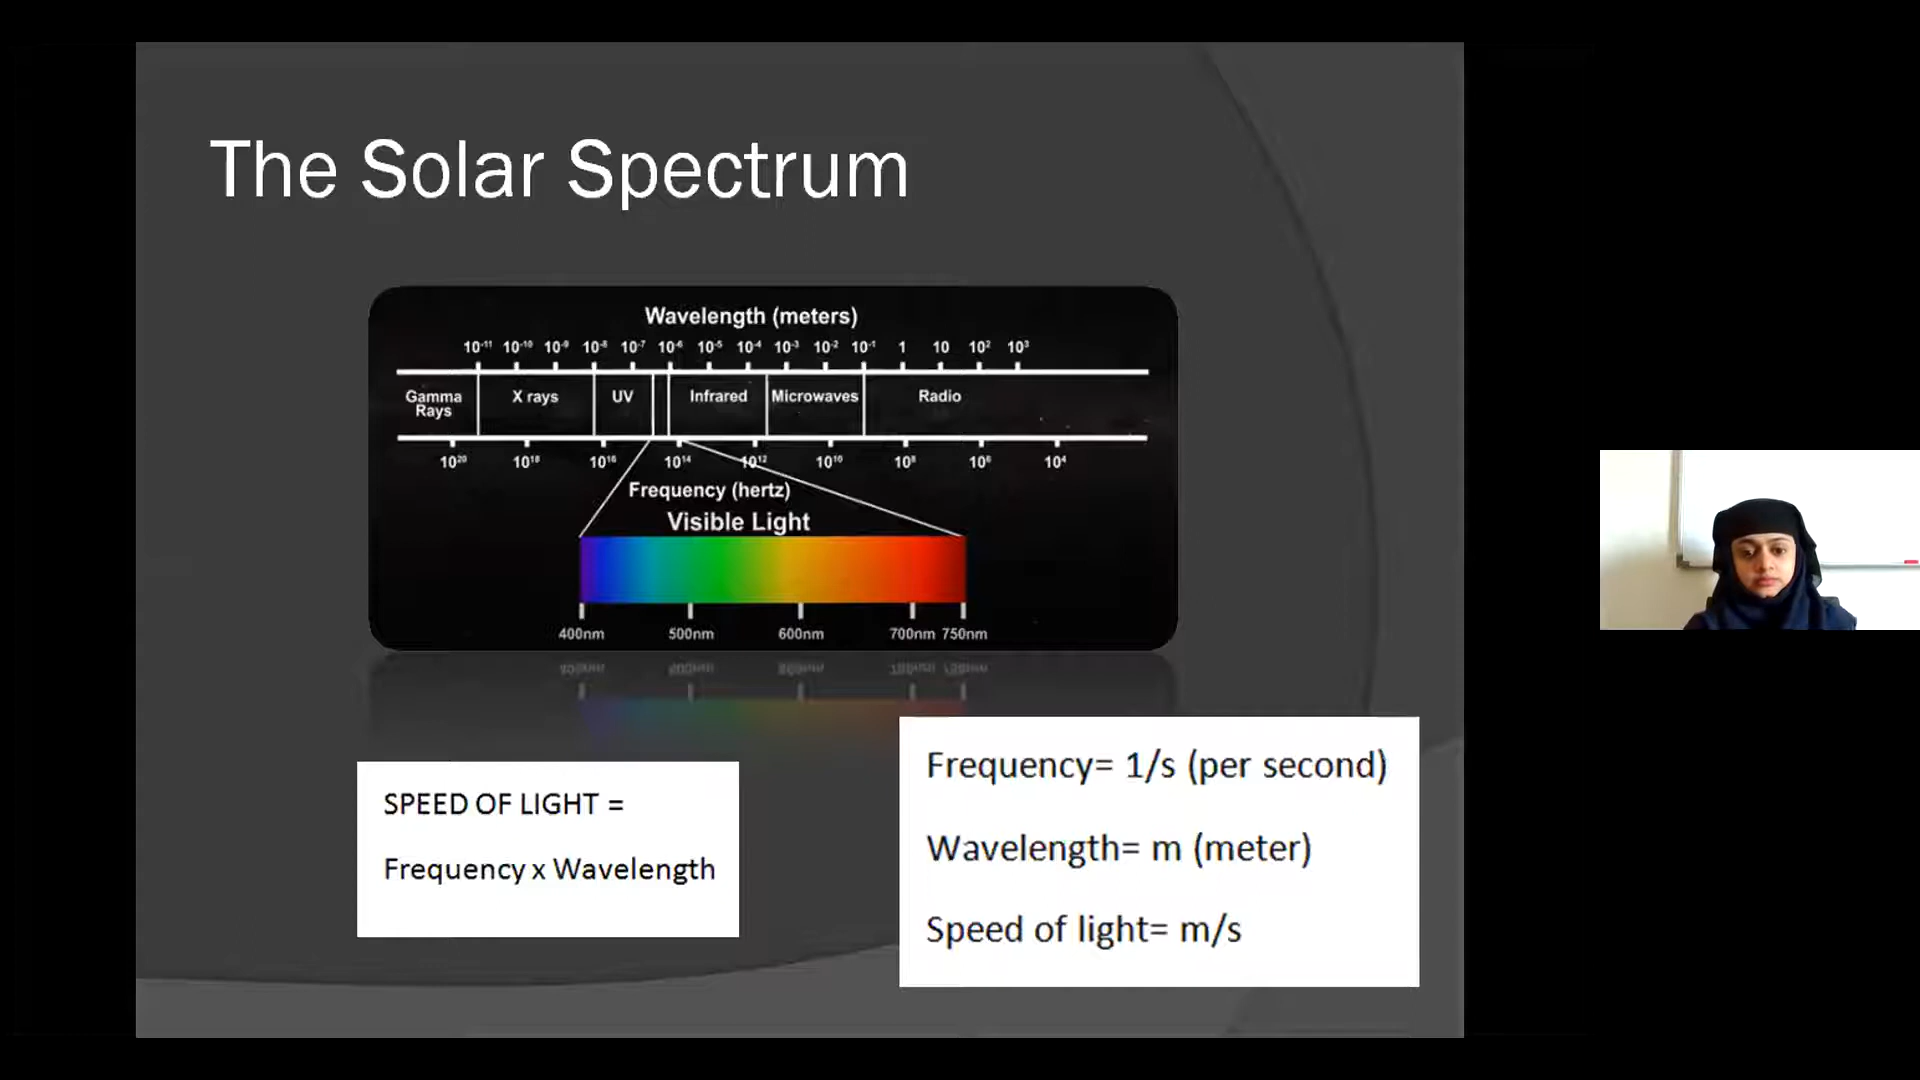 The Solar Spectrum
Wavelength (meters)
10⁻¹¹ 10⁻¹⁰ 10⁻⁹ 10⁻⁸ 10⁻⁷ 10⁻⁶ 10⁻⁵ 10⁻⁴ 10⁻³ 10⁻² 10⁻¹ 1 10 10² 10³
Gamma Rays X rays UV Infrared Microwaves Radio
10²⁰ 10¹⁸ 10¹⁶ 10¹⁴ 10¹² 10¹⁰ 10⁸ 10⁶ 10⁴
Frequency (hertz)
Visible Light
400nm 500nm 600nm 700nm 750nm
SPEED OF LIGHT =
Frequency x Wavelength
Frequency= 1/s (per second)
Wavelength= m (meter)
Speed of light= m/s